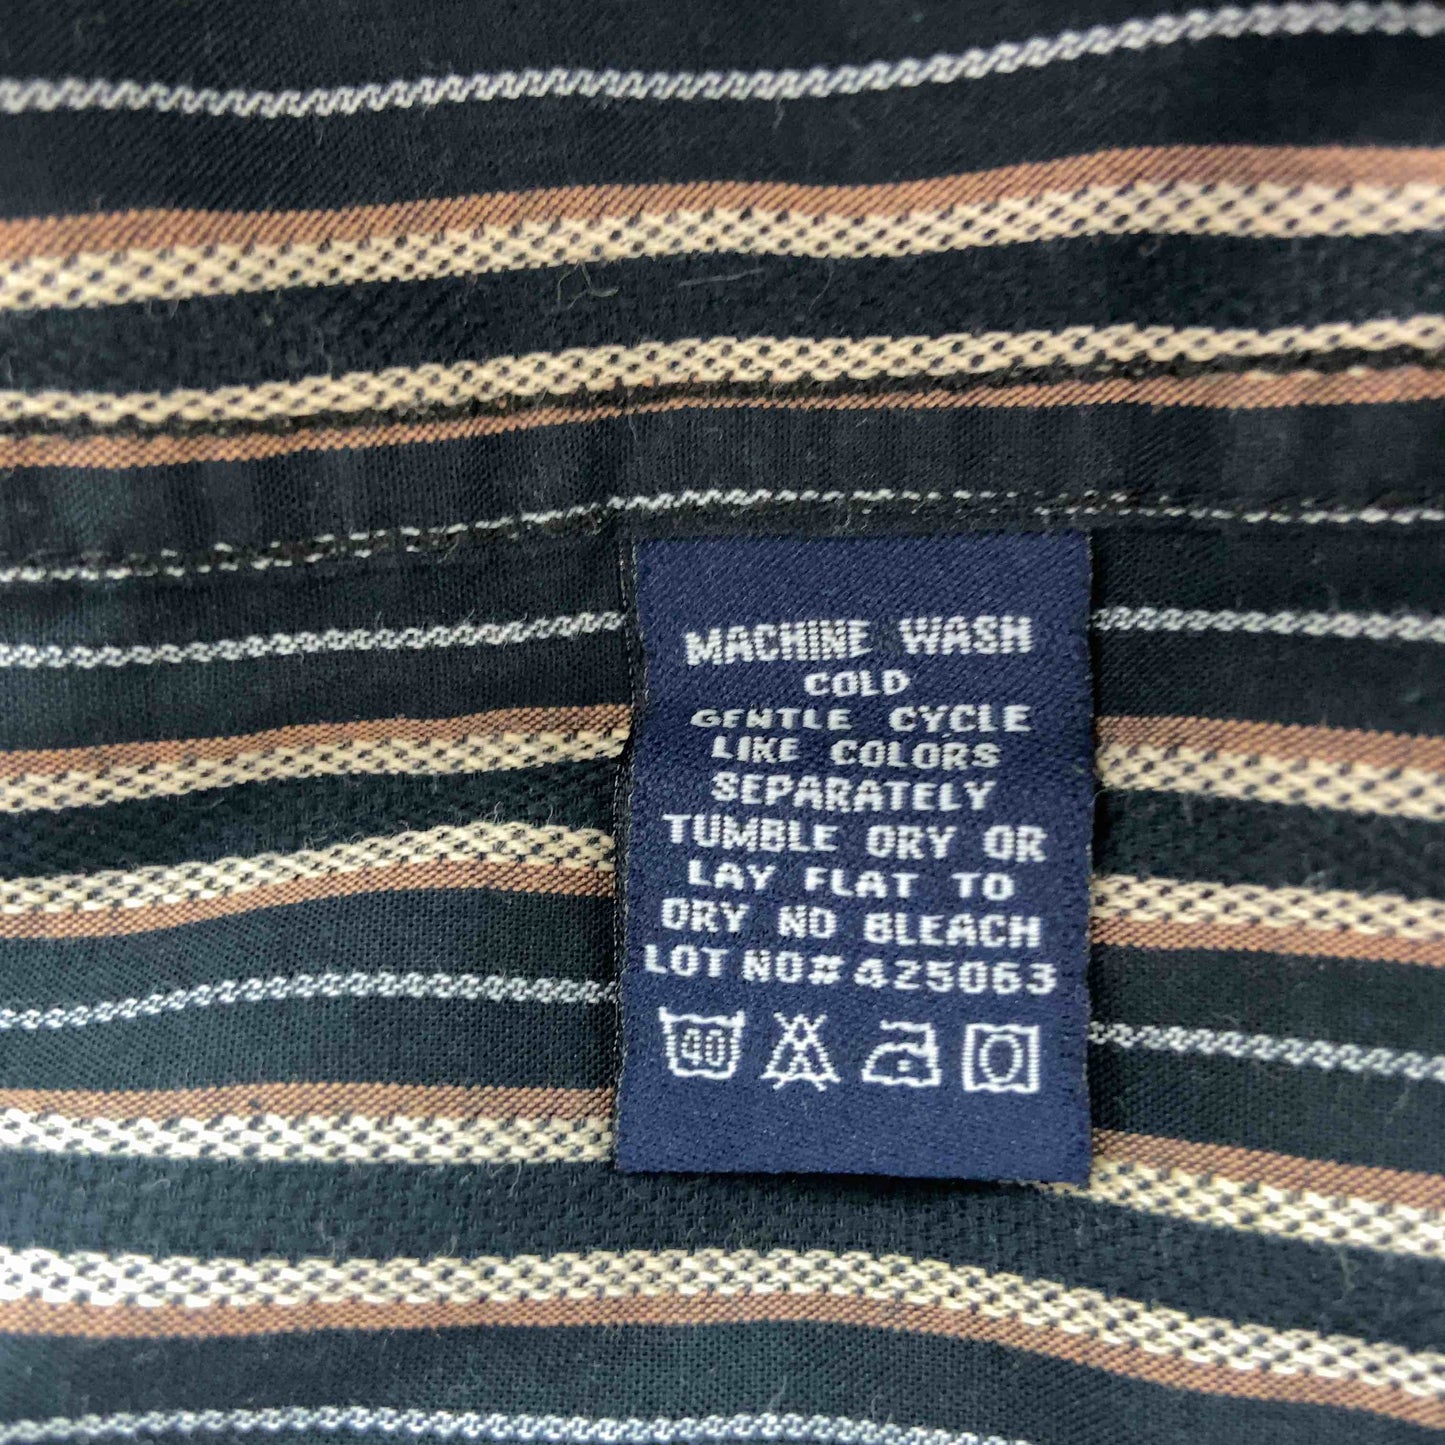 MACHINE WASH
COLD
GENTLE CYCLE
LIKE COLORS
SEPERATELY
TUMBLE DRY OR
LAY FLAT TO
DRY NO BLEACH
LOT NO# 425063
40